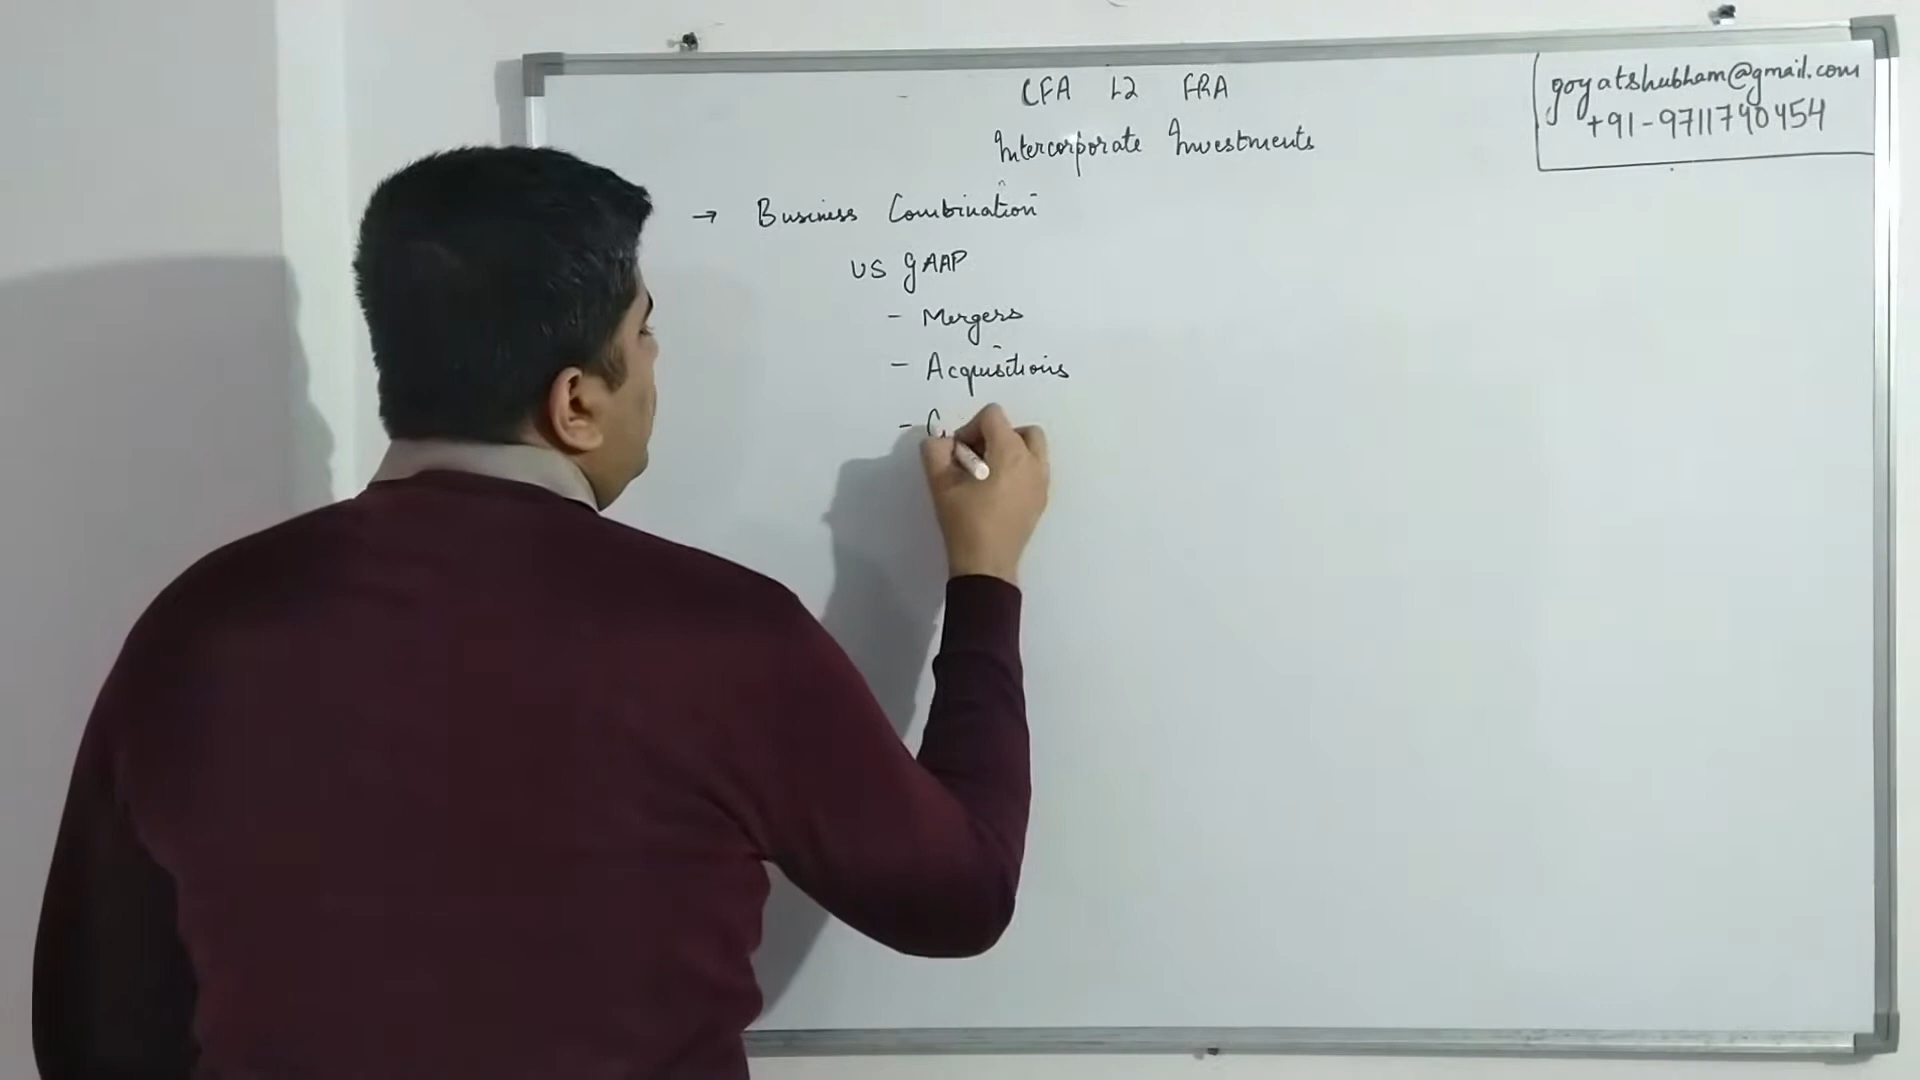 CFA L2 FRA
Intercorporate Investments
goyatshubham@gmail.com
+91-9711740454
→ Business Combination
US GAAP
- Mergers
- Acquisitions
- C